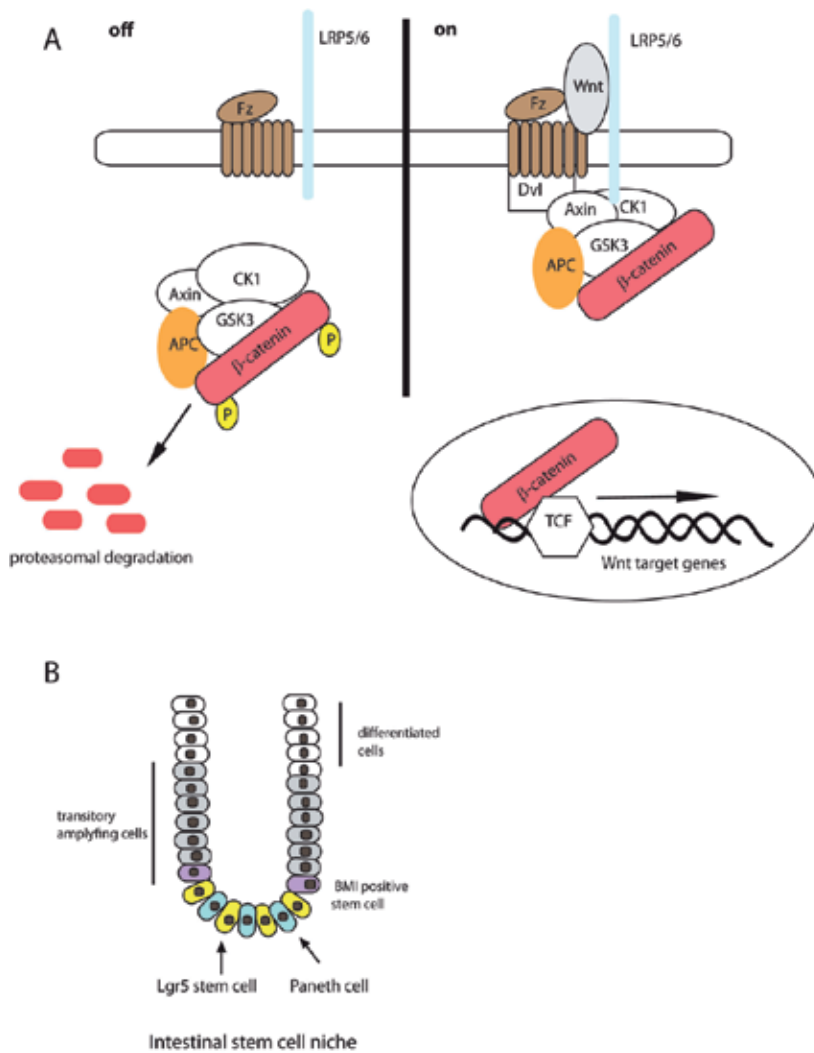 A
off
LRP5/6
on
LRP5/6
Wnt
Fz
Fz
Dvl
Axin
CK1
GSK3
APC
β-catenin
CK1
Axin
GSK3
APC
β-catenin
P
P
proteasomal degradation
β-catenin
TCF
Wnt target genes
B
differentiated
cells
transitory
amplyfing cells
BMI positive
stem cell
Lgr5 stem cell
Paneth cell
Intestinal stem cell niche